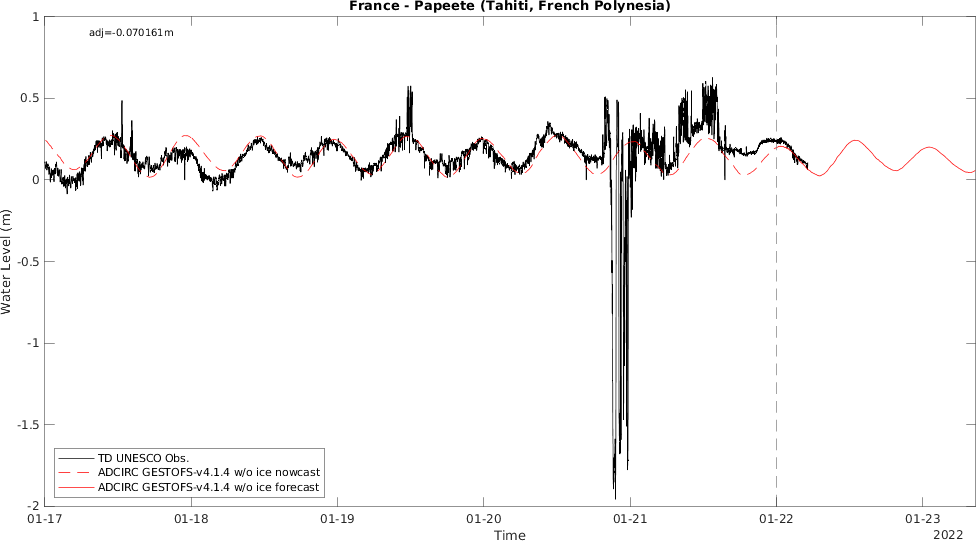 France - Papeete (Tahiti, French Polynesia)
adj=-0.070161m
1
0.5
0
-0.5
-1
-1.5
-2
Water Level (m)
TD UNESCO Obs.
ADCIRC GESTOFS-v4.1.4 w/o ice nowcast
ADCIRC GESTOFS-v4.1.4 w/o ice forecast
01-17 01-18 01-19 01-20 01-21 01-22 01-23
Time
2022